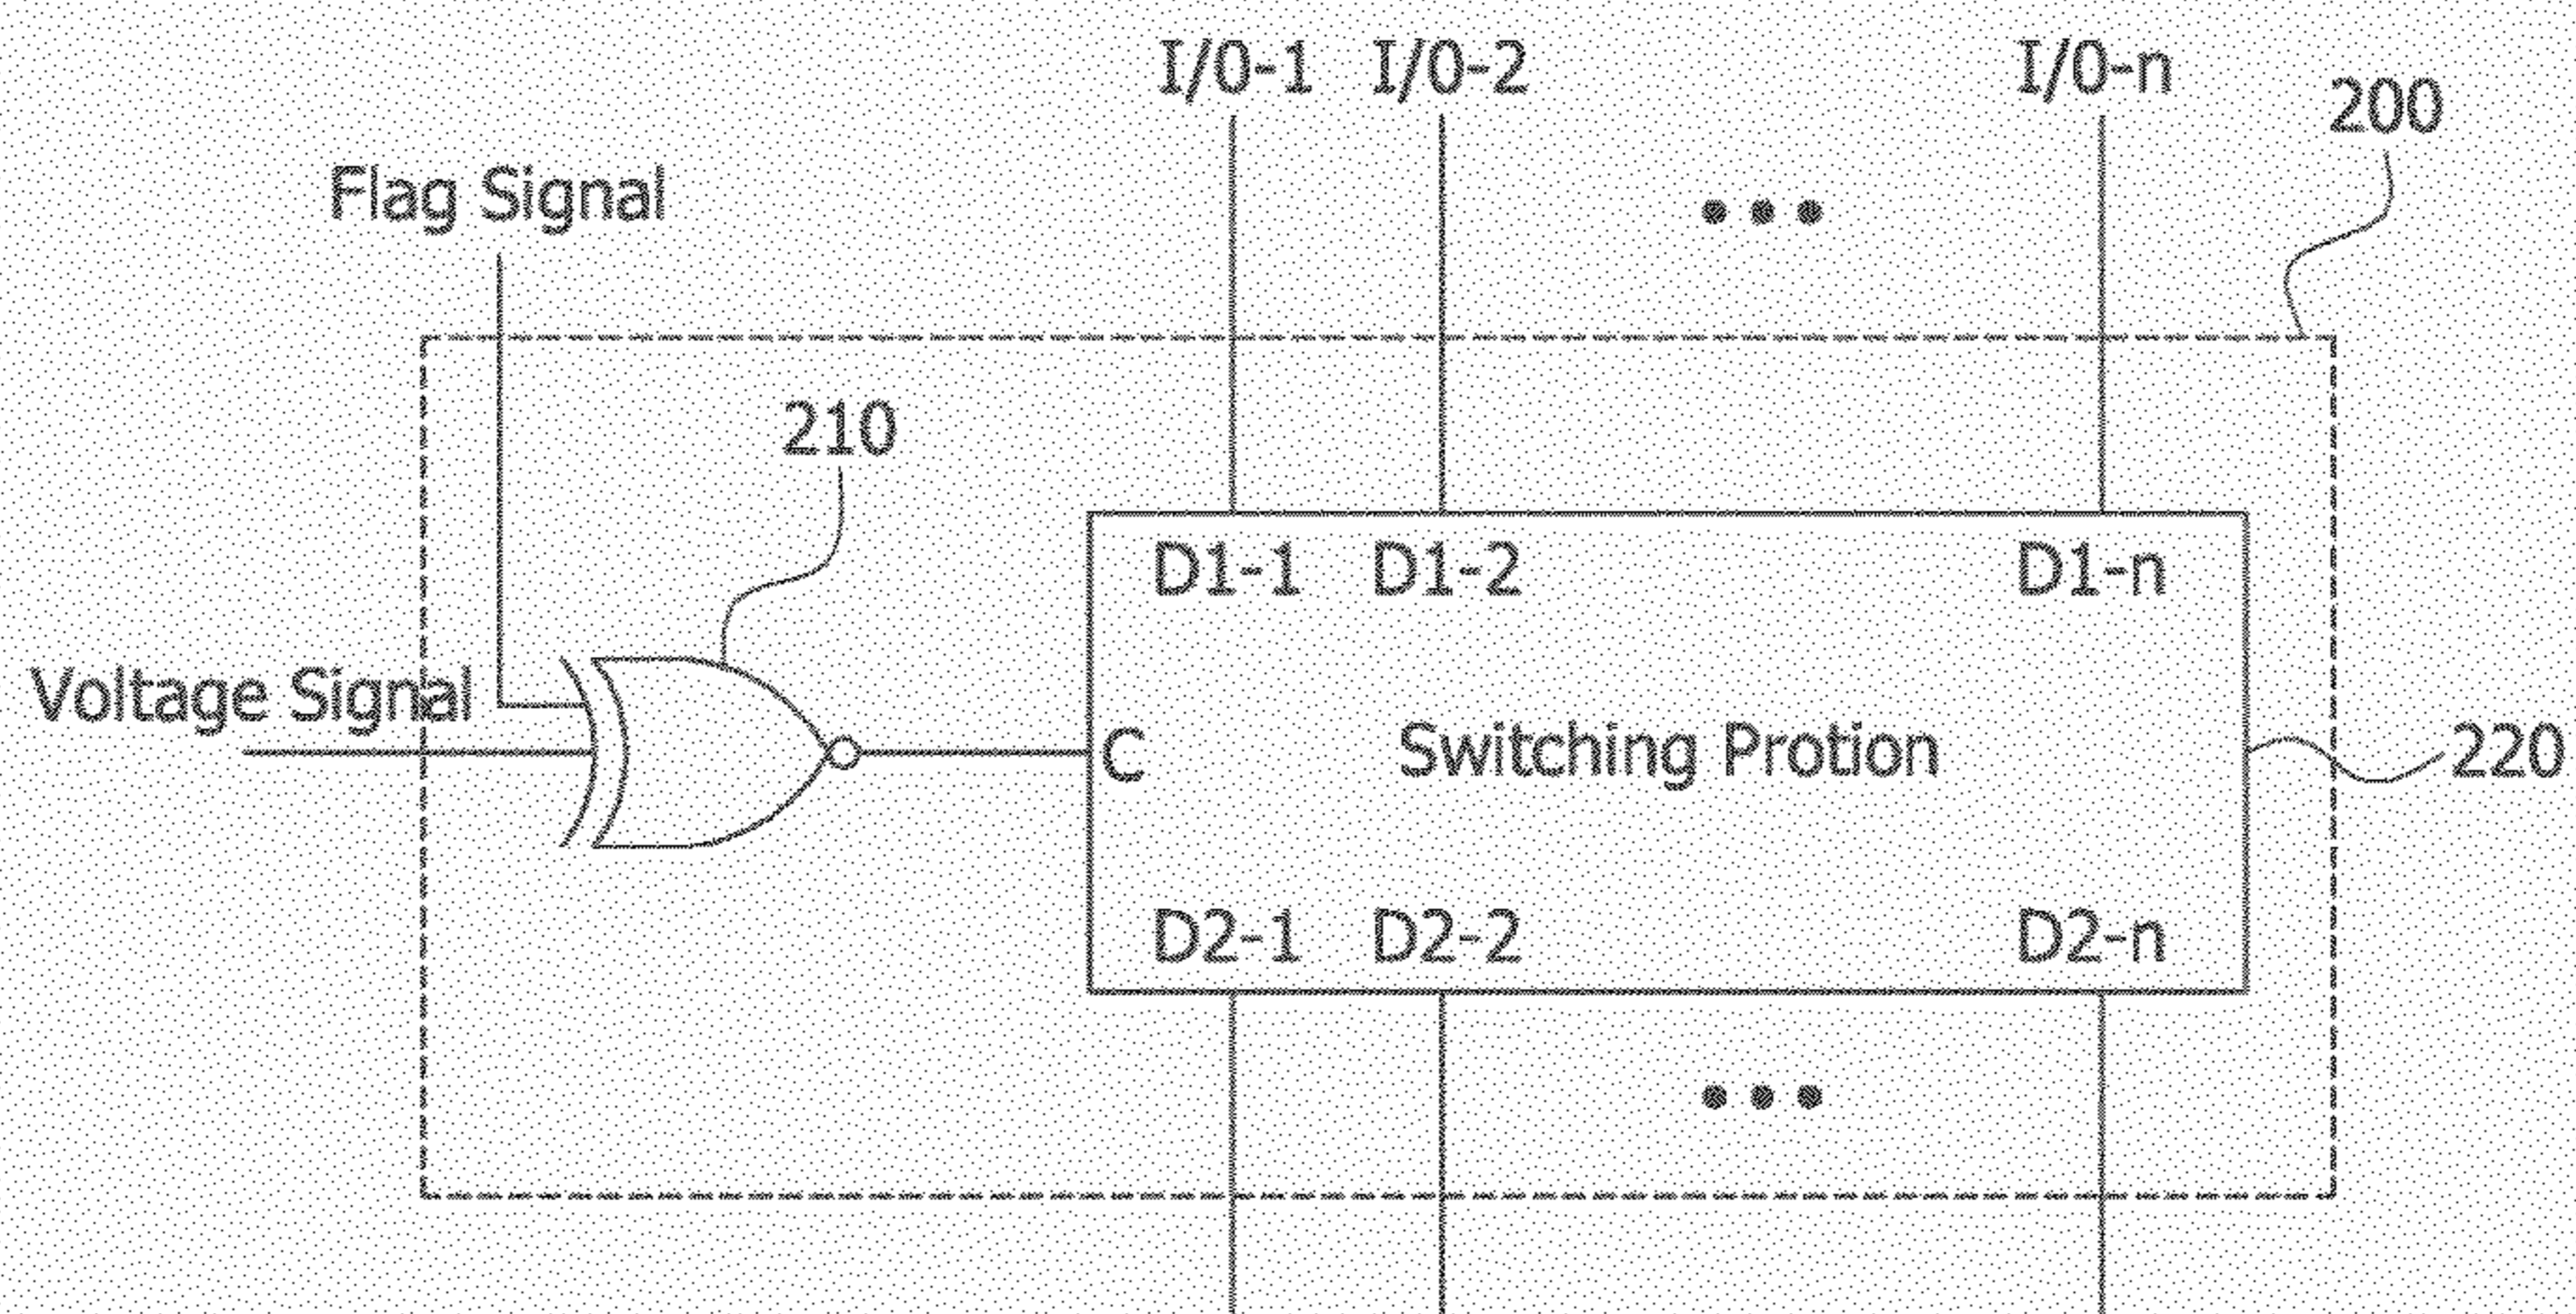 I/0-1 I/0-2 I/0-n
200
Flag Signal
210
D1-1 D1-2 D1-n
Voltage Signal
C Switching Protion 220
D2-1 D2-2 D2-n